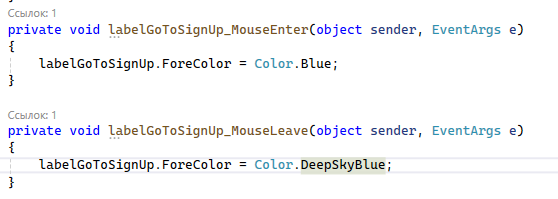 Ссылок: 1
private void labelGoToSignUp_MouseEnter(object sender, EventArgs e)
{
labelGoToSignUp.ForeColor = Color.Blue;
}
Ссылок: 1
private void labelGoToSignUp_MouseLeave(object sender, EventArgs e)
{
labelGoToSignUp.ForeColor = Color.DeepSkyBlue;
}